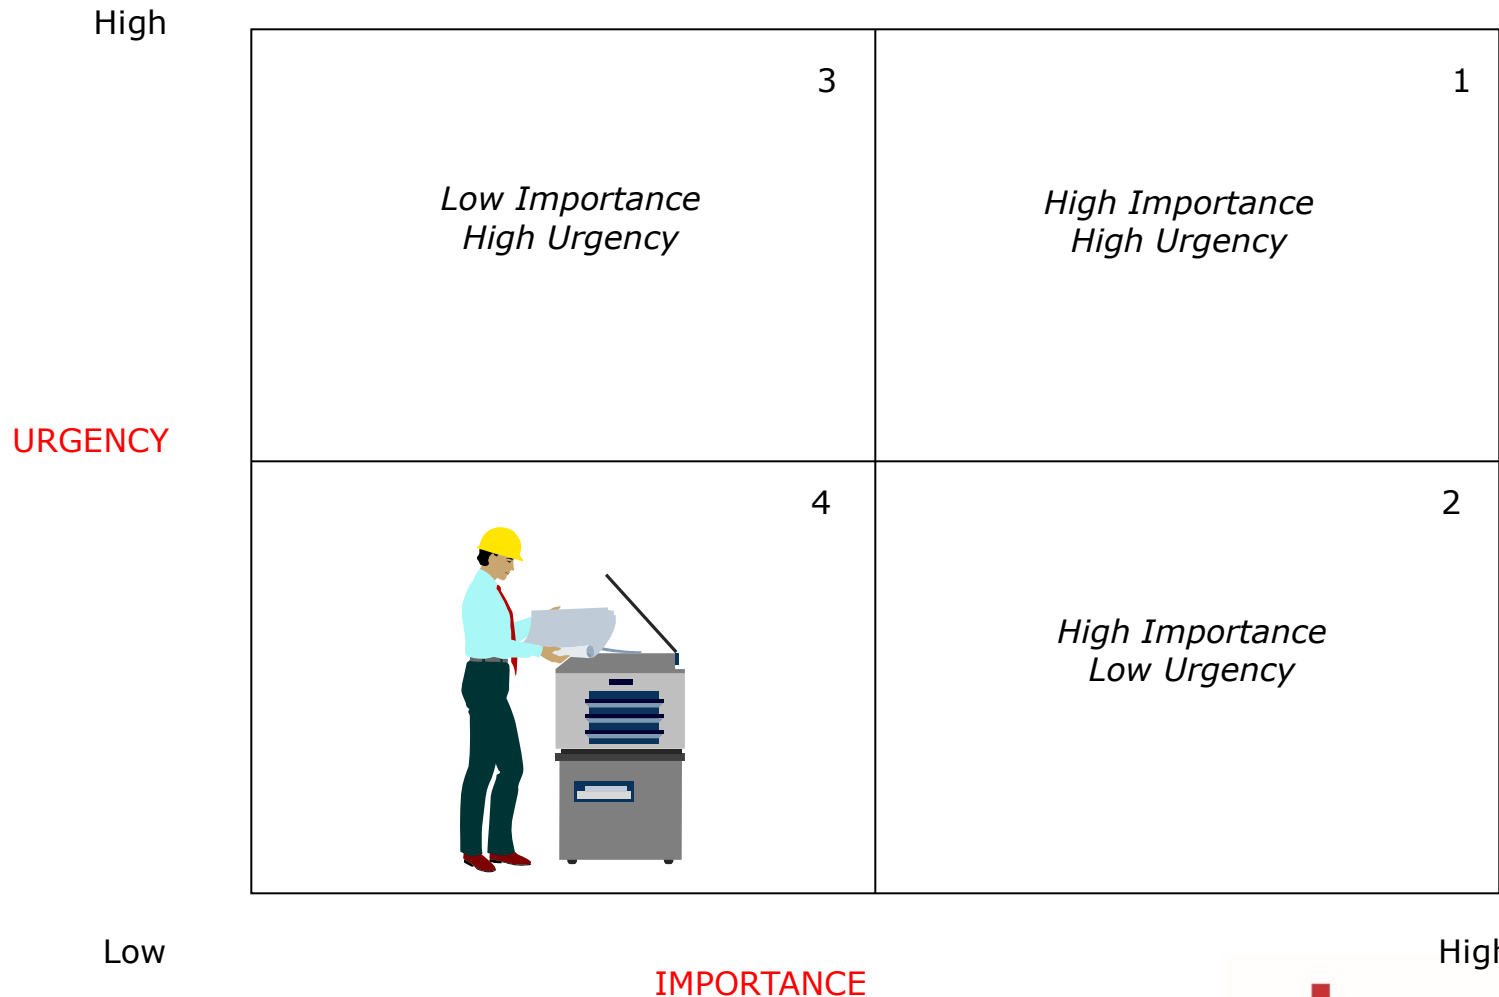 High
3
1
Low Importance
High Urgency
High Importance
High Urgency
URGENCY
4
2
High Importance
Low Urgency
Low
High
IMPORTANCE